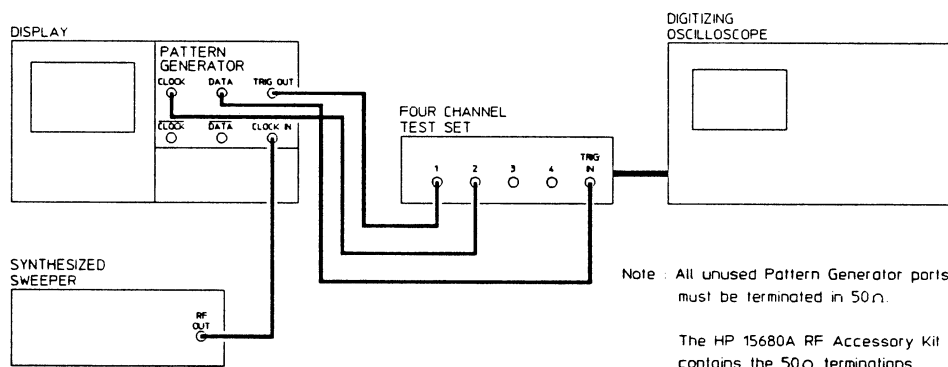 DISPLAY
PATTERN
GENERATOR
CLOCK DATA TRIG OUT
CLOCK DATA CLOCK IN
DIGITIZING
OSCILLOSCOPE
FOUR CHANNEL
TEST SET
1 2 3 4 TRIG
IN
SYNTHESIZED
SWEEPER
RF
OUT
Note : All unused Pattern Generator ports
must be terminated in 50Ω.
The HP 15680A RF Accessory Kit
contains the 50Ω terminations